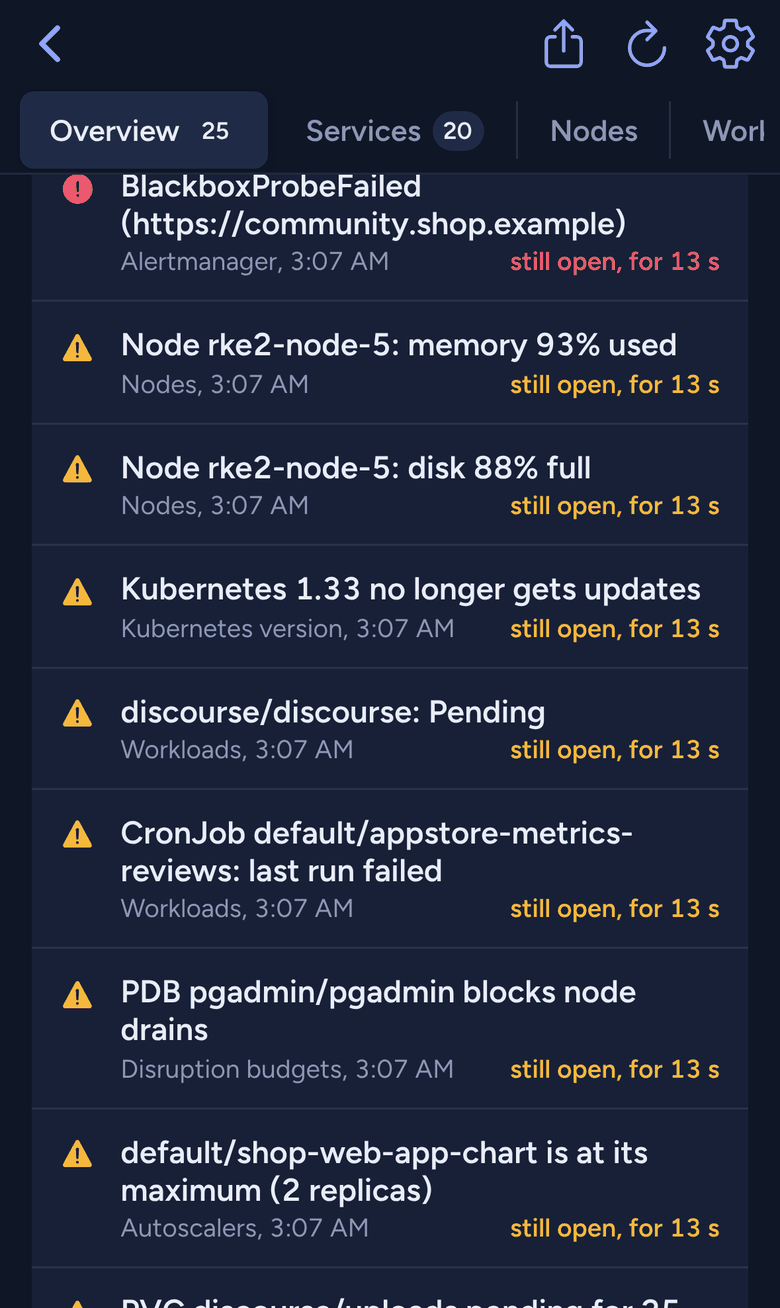 Overview 25 Services 20 Nodes Worl
BlackboxProbeFailed
(https://community.shop.example)
Alertmanager, 3:07 AM still open, for 13 s
Node rke2-node-5: memory 93% used
Nodes, 3:07 AM still open, for 13 s
Node rke2-node-5: disk 88% full
Nodes, 3:07 AM still open, for 13 s
Kubernetes 1.33 no longer gets updates
Kubernetes version, 3:07 AM still open, for 13 s
discourse/discourse: Pending
Workloads, 3:07 AM still open, for 13 s
CronJob default/appstore-metrics-
reviews: last run failed
Workloads, 3:07 AM still open, for 13 s
PDB pgadmin/pgadmin blocks node
drains
Disruption budgets, 3:07 AM still open, for 13 s
default/shop-web-app-chart is at its
maximum (2 replicas)
Autoscalers, 3:07 AM still open, for 13 s
PVC discourse/uploads pending for